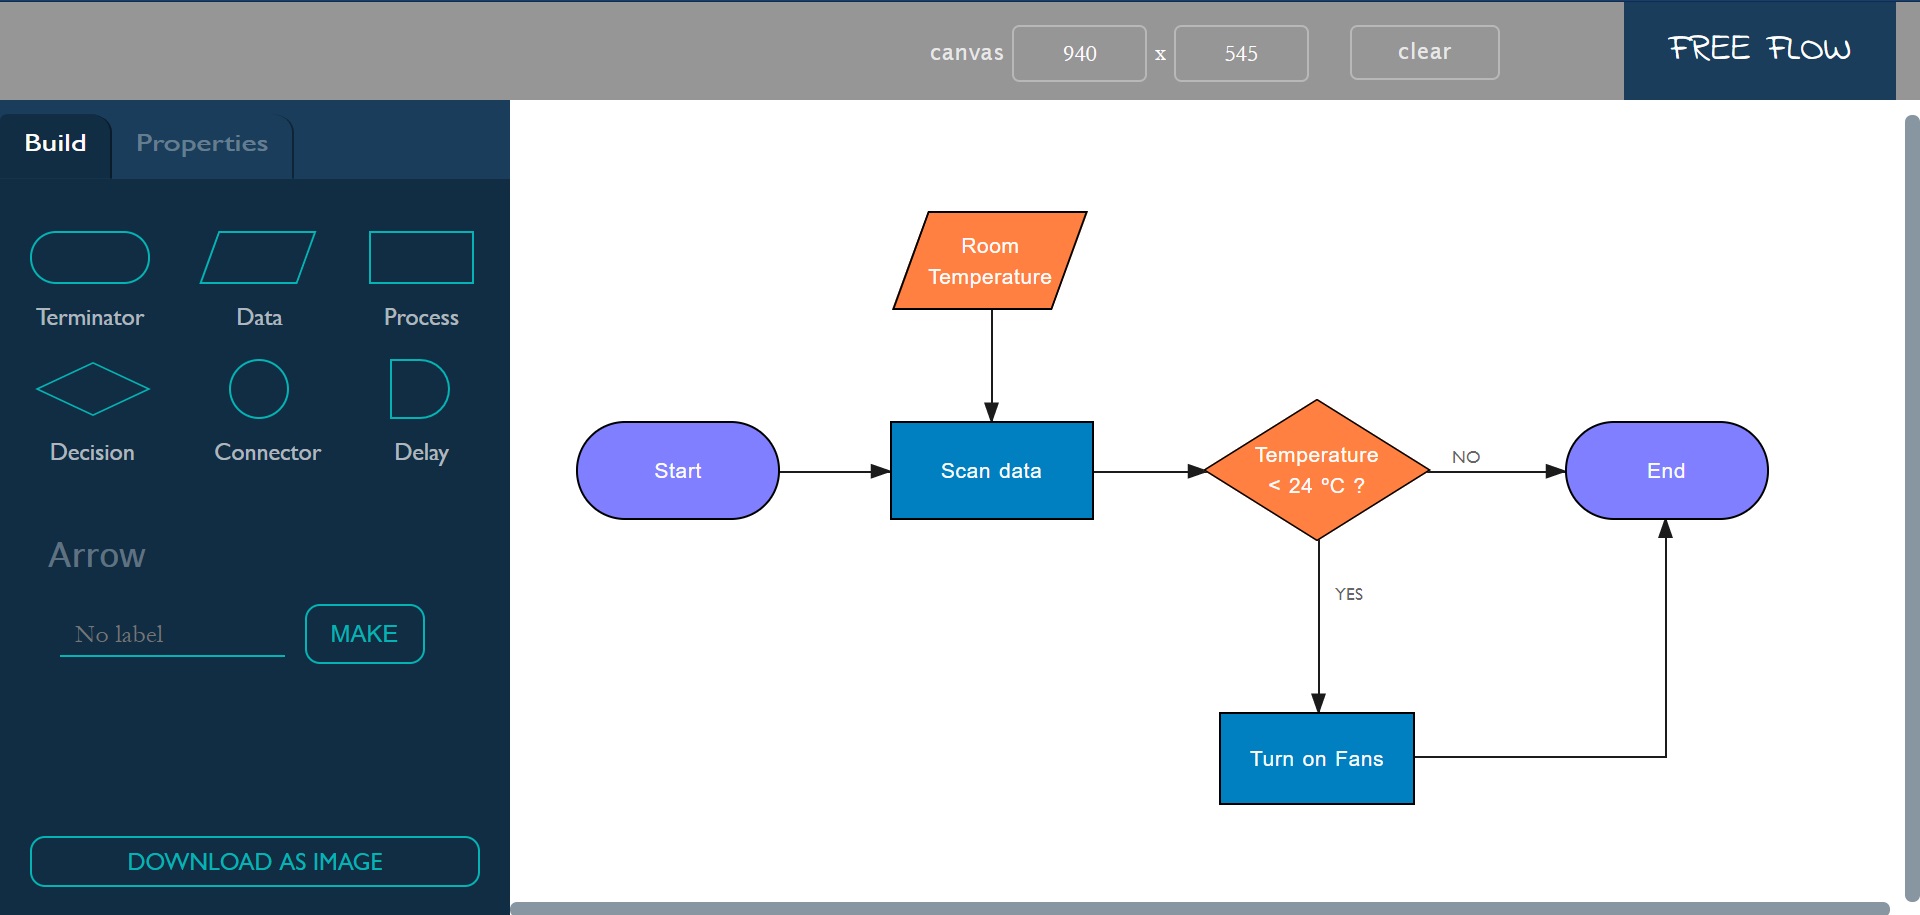 canvas 940 x 545 clear
FREE FLOW
Build Properties
Terminator Data Process
Decision Connector Delay
Arrow
No label MAKE
DOWNLOAD AS IMAGE
Room
Temperature
Start
Scan data
Temperature
< 24 ºC ?
NO
End
YES
Turn on Fans